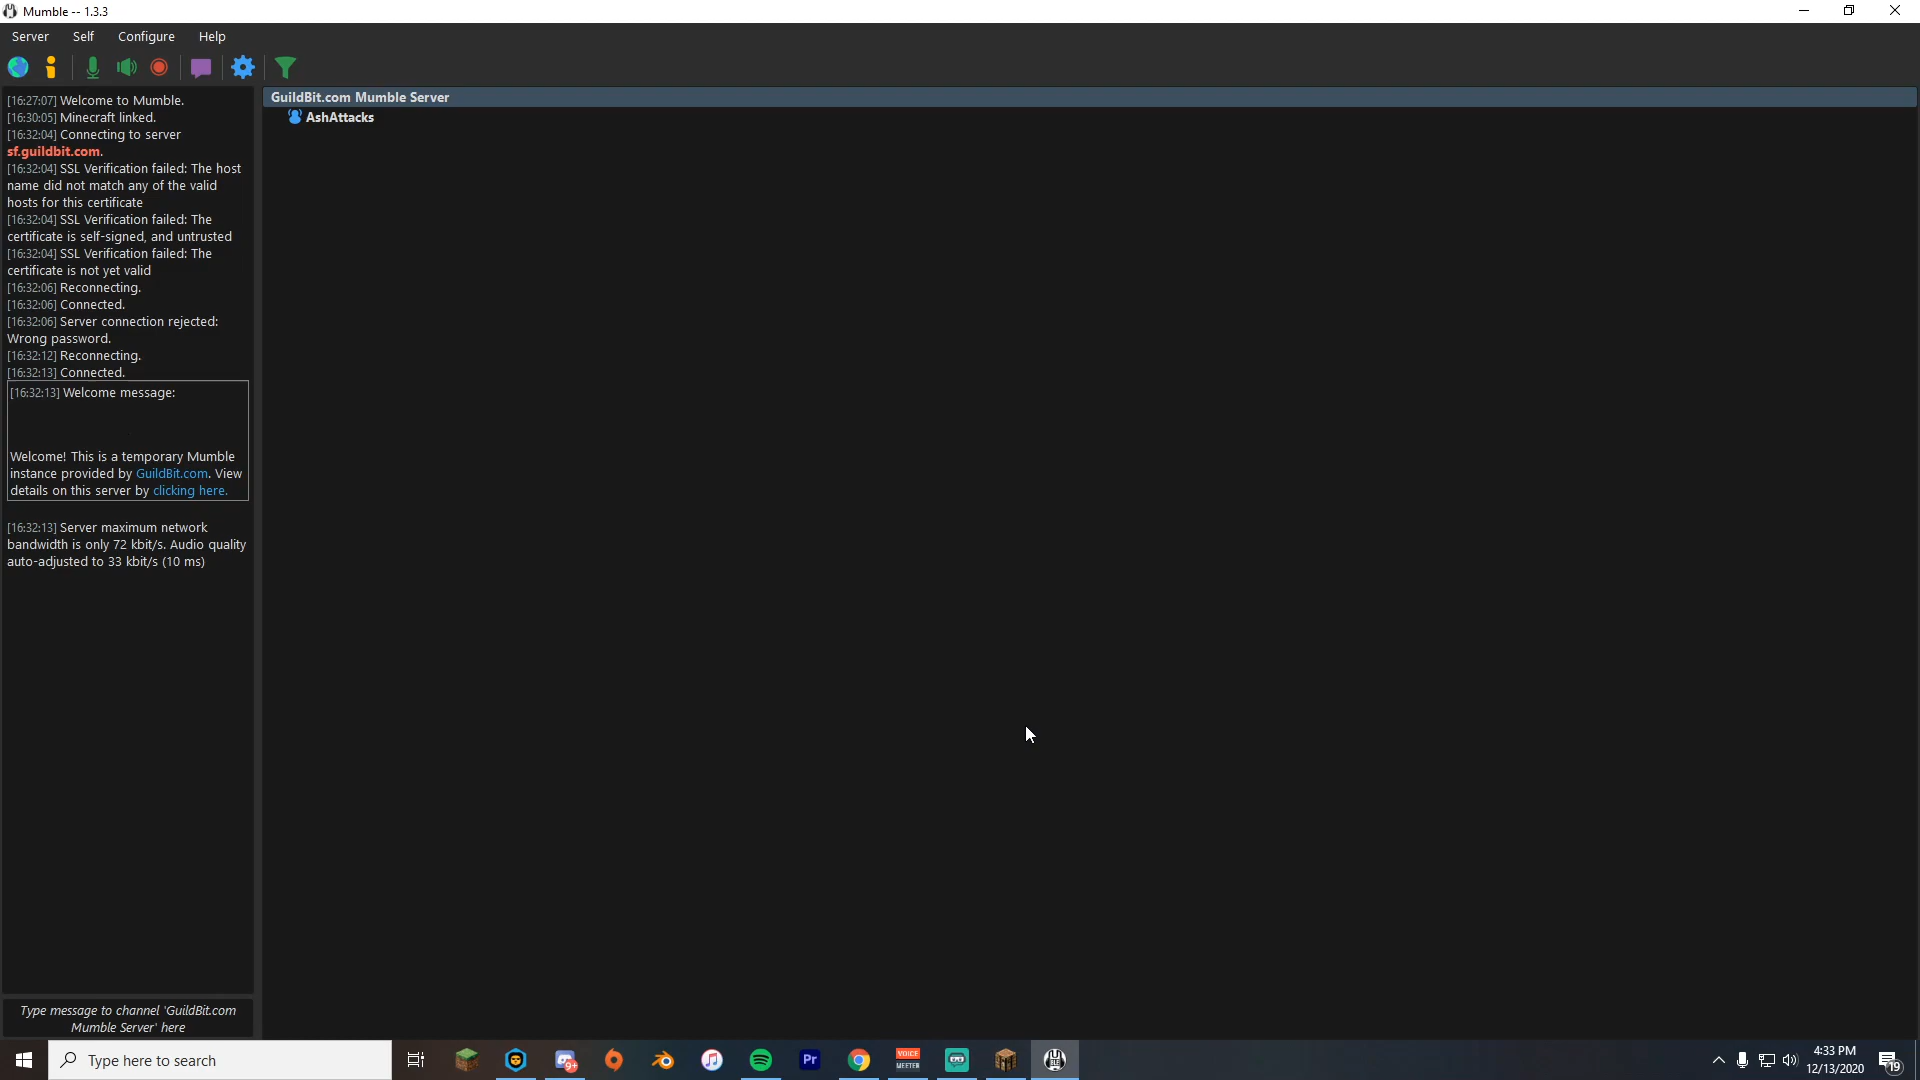 Mumble -- 1.3.3
Server Self Configure Help
[16:27:07] Welcome to Mumble.
[16:30:05] Minecraft linked.
[16:32:04] Connecting to server
sf.guildbit.com.
[16:32:04] SSL Verification failed: The host
name did not match any of the valid
hosts for this certificate
[16:32:04] SSL Verification failed: The
certificate is self-signed, and untrusted
[16:32:04] SSL Verification failed: The
certificate is not yet valid
[16:32:06] Reconnecting.
[16:32:06] Connected.
[16:32:06] Server connection rejected:
Wrong password.
[16:32:12] Reconnecting.
[16:32:13] Connected.
[16:32:13] Welcome message:
Welcome! This is a temporary Mumble
instance provided by GuildBit.com. View
details on this server by clicking here.
[16:32:13] Server maximum network
bandwidth is only 72 kbit/s. Audio quality
auto-adjusted to 33 kbit/s (10 ms)
Type message to channel 'GuildBit.com
Mumble Server' here
GuildBit.com Mumble Server
AshAttacks
Type here to search
9+
Pr
VOICE
MEETER
4:33 PM
12/13/2020
19